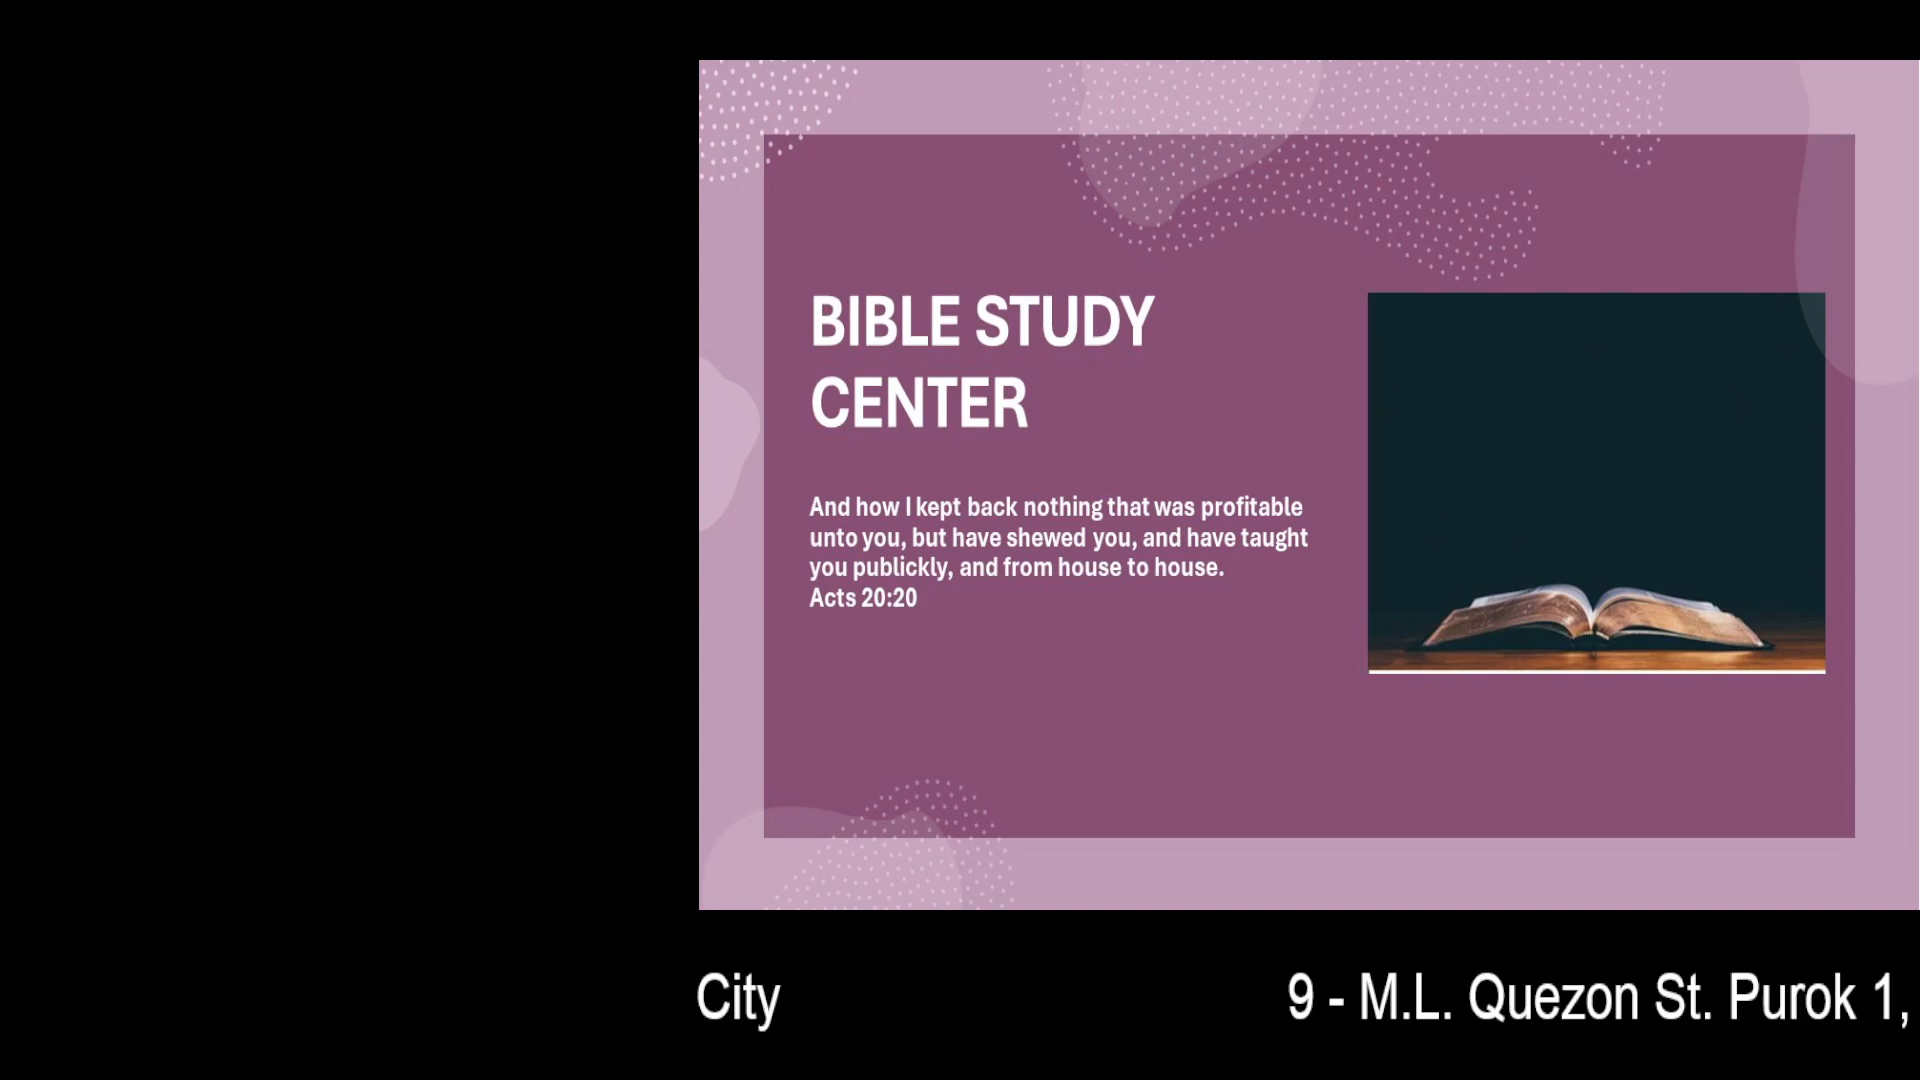 BIBLE STUDY
CENTER
And how I kept back nothing that was profitable
unto you, but have shewed you, and have taught
you publickly, and from house to house.
Acts 20:20
City 9 - M.L. Quezon St. Purok 1,